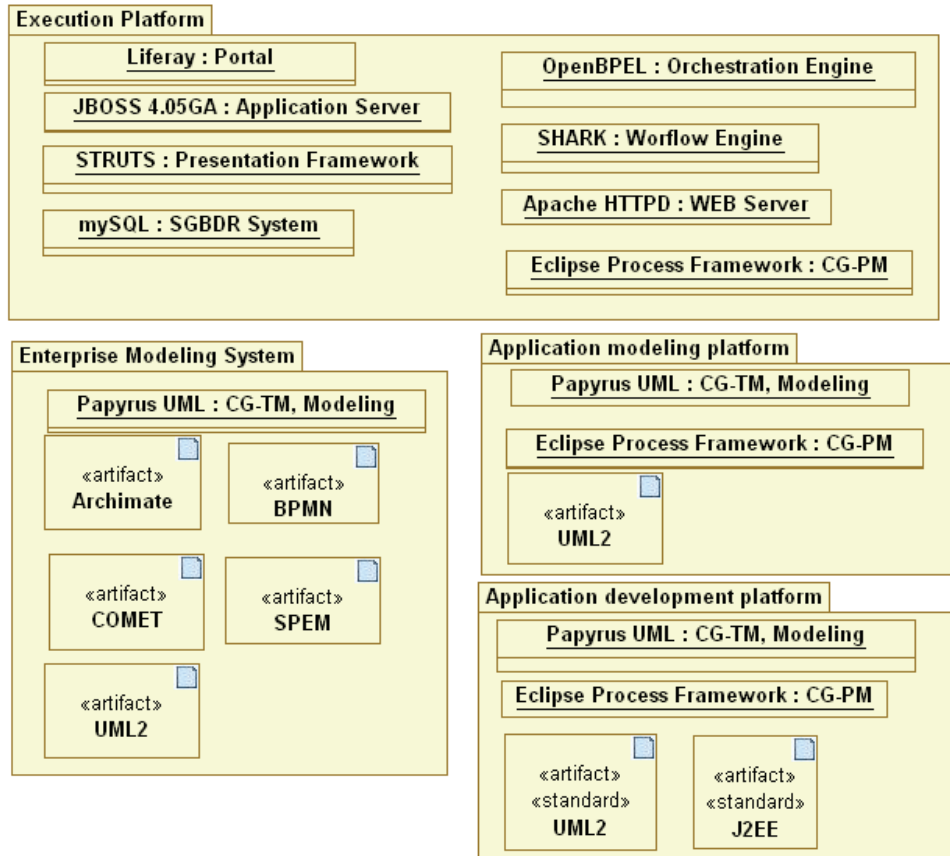 Execution Platform
Liferay : Portal
JBOSS 4.05GA : Application Server
STRUTS : Presentation Framework
mySQL : SGBDR System
OpenBPEL : Orchestration Engine
SHARK : Worflow Engine
Apache HTTPD : WEB Server
Eclipse Process Framework : CG-PM
Enterprise Modeling System
Papyrus UML : CG-TM, Modeling
«artifact»
Archimate
«artifact»
BPMN
«artifact»
COMET
«artifact»
SPEM
«artifact»
UML2
Application modeling platform
Papyrus UML : CG-TM, Modeling
Eclipse Process Framework : CG-PM
«artifact»
UML2
Application development platform
Papyrus UML : CG-TM, Modeling
Eclipse Process Framework : CG-PM
«artifact»
«standard»
UML2
«artifact»
«standard»
J2EE